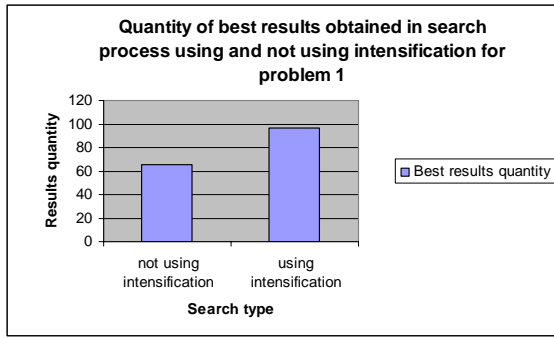 Quantity of best results obtained in search
process using and not using intensification for
problem 1
Results quantity
120
100
80
60
40
20
0
not using
intensification
using
intensification
Search type
Best results quantity